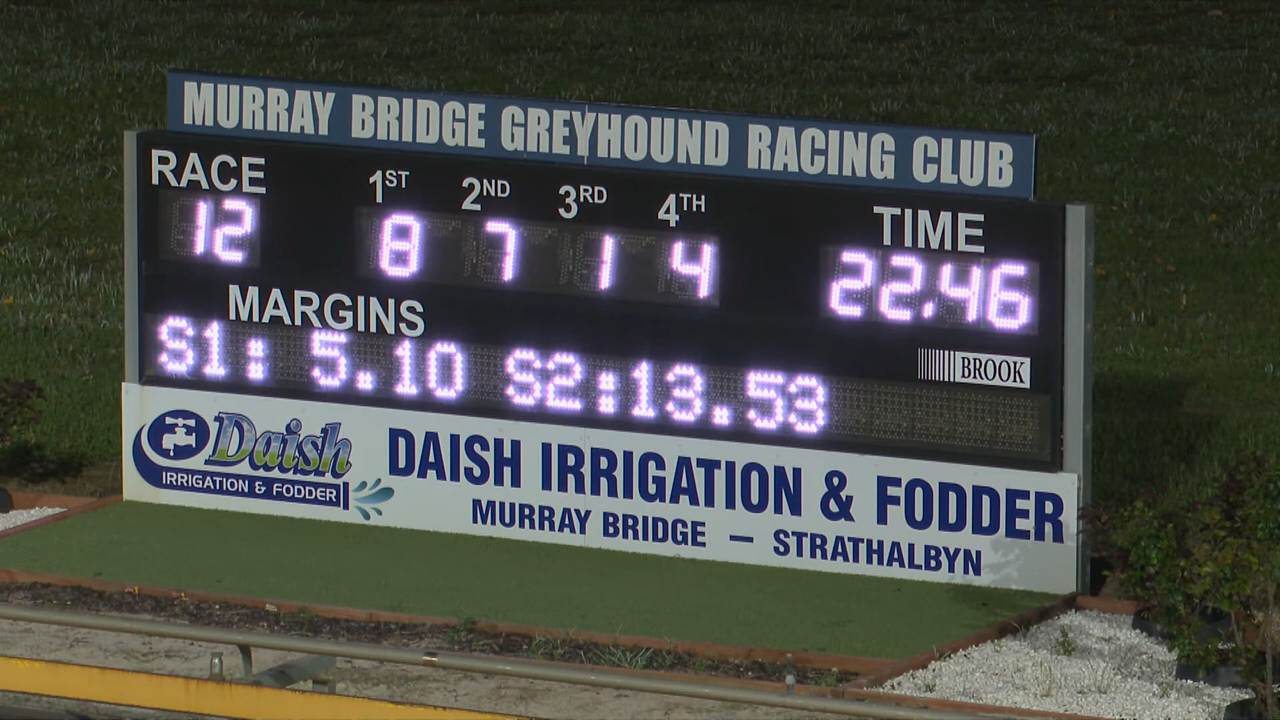 MURRAY BRIDGE GREYHOUND RACING CLUB
RACE 1ST 2ND 3RD 4TH TIME
12 8 7 1 4 22.46
MARGINS
S1: 5.10 S2:13.53
BROOK
Daish
IRRIGATION & FODDER
DAISH IRRIGATION & FODDER
MURRAY BRIDGE — STRATHALBYN